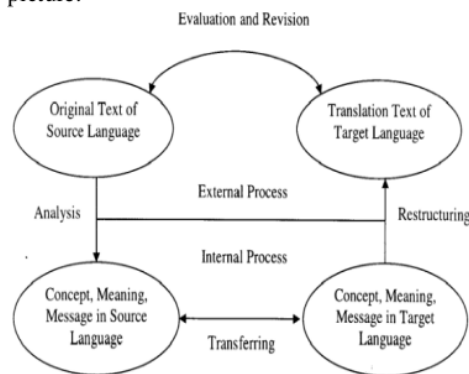 picture.
Evaluation and Revision
Original Text of
Source Language
Translation Text of
Target Language
External Process
Analysis
Restructuring
Internal Process
Concept, Meaning,
Message in Source
Language
Concept, Meaning,
Message in Target
Language
Transferring